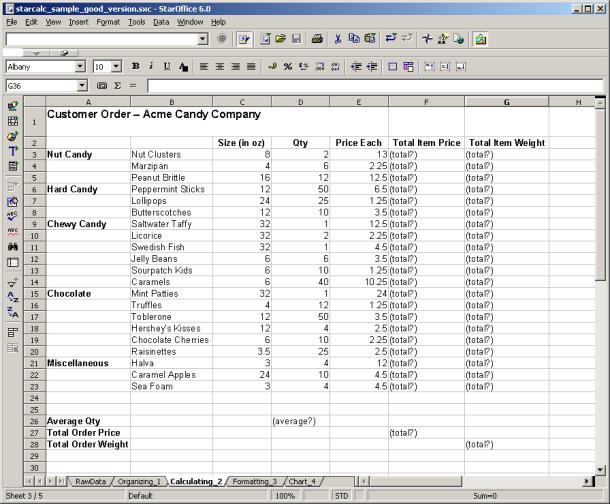 starcalc_sample_good_version.sxc - StarOffice 6.0
File Edit View Insert Format Tools Data Window Help
Albany 10 B i U A
G36 Σ =
A B C D E F G H
1 Customer Order – Acme Candy Company
2 Size (in oz) Qty Price Each Total Item Price Total Item Weight
3 Nut Candy Nut Clusters 8 2 13 (total?) (total?)
4 Marzipan 4 6 2.25 (total?) (total?)
5 Peanut Brittle 16 12 12.5 (total?) (total?)
6 Hard Candy Peppermint Sticks 12 50 6.5 (total?) (total?)
7 Lollipops 24 25 1.25 (total?) (total?)
8 Butterscotches 12 10 3.5 (total?) (total?)
9 Chewy Candy Saltwater Taffy 32 1 12.5 (total?) (total?)
10 Licorice 32 2 2.25 (total?) (total?)
11 Swedish Fish 32 1 4.5 (total?) (total?)
12 Jelly Beans 6 6 3.5 (total?) (total?)
13 Sourpatch Kids 6 10 1.25 (total?) (total?)
14 Caramels 6 40 10.25 (total?) (total?)
15 Chocolate Mint Patties 32 1 24 (total?) (total?)
16 Truffles 4 12 1.25 (total?) (total?)
17 Toblerone 12 50 3.5 (total?) (total?)
18 Hershey's Kisses 12 4 2.5 (total?) (total?)
19 Chocolate Cherries 6 10 2.25 (total?) (total?)
20 Raisinettes 3.5 25 2.5 (total?) (total?)
21 Miscellaneous Halva 3 4 12 (total?) (total?)
22 Caramel Apples 24 10 4.5 (total?) (total?)
23 Sea Foam 3 4 4.5 (total?) (total?)
24
25
26 Average Qty (average?)
27 Total Order Price (total?)
28 Total Order Weight (total?)
29
30
RawData Organizing_1 Calculating_2 Formatting_3 Chart_4
Sheet 3 / 5 Default 100% STD Sum=0